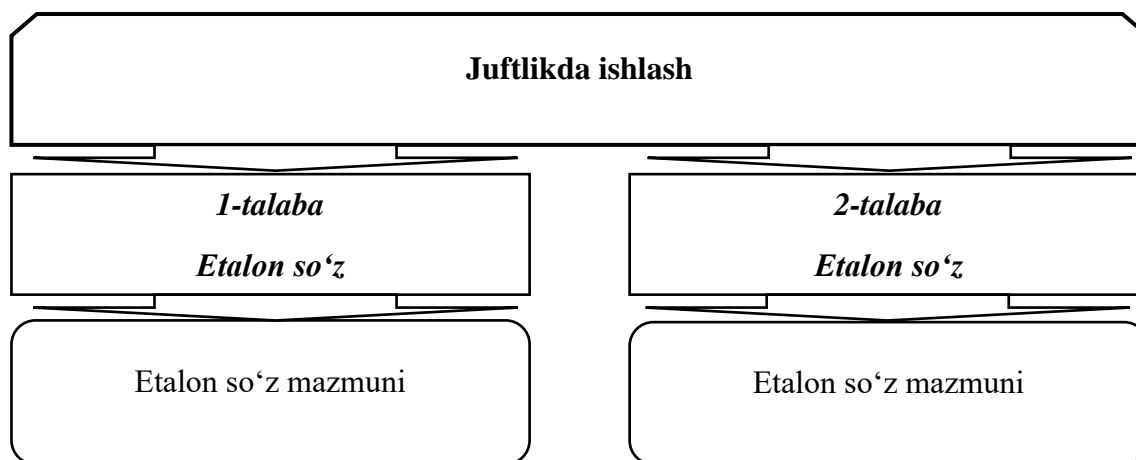 Juftlikda ishlash
1-talaba
Etalon so‘z
2-talaba
Etalon so‘z
Etalon so‘z mazmuni
Etalon so‘z mazmuni